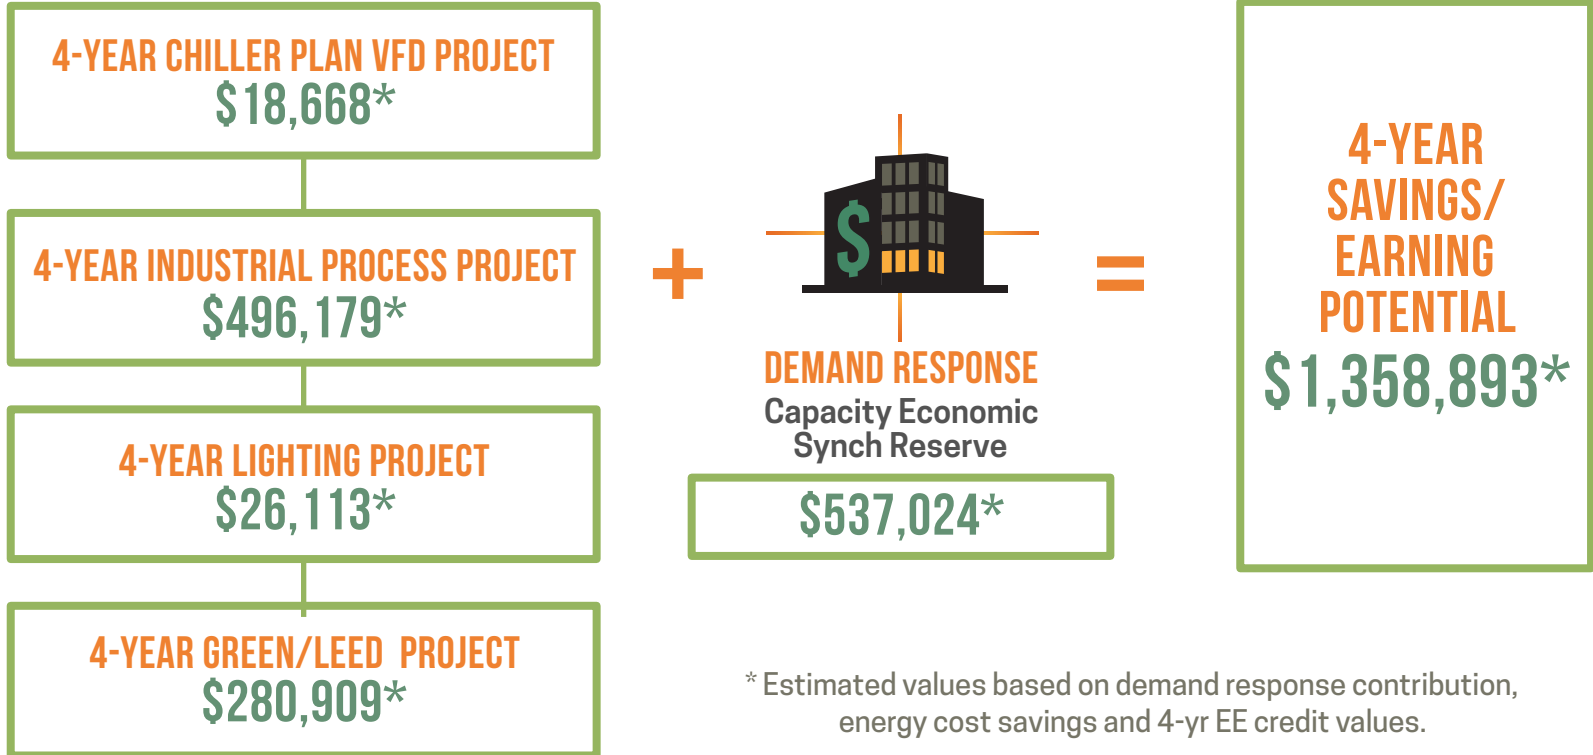 4-YEAR CHILLER PLAN VFD PROJECT
$18,668*
4-YEAR INDUSTRIAL PROCESS PROJECT
$496,179*
4-YEAR LIGHTING PROJECT
$26,113*
4-YEAR GREEN/LEED PROJECT
$280,909*
+
$
DEMAND RESPONSE
Capacity Economic
Synch Reserve
$537,024*
=
4-YEAR
SAVINGS/
EARNING
POTENTIAL
$1,358,893*
* Estimated values based on demand response contribution,
energy cost savings and 4-yr EE credit values.